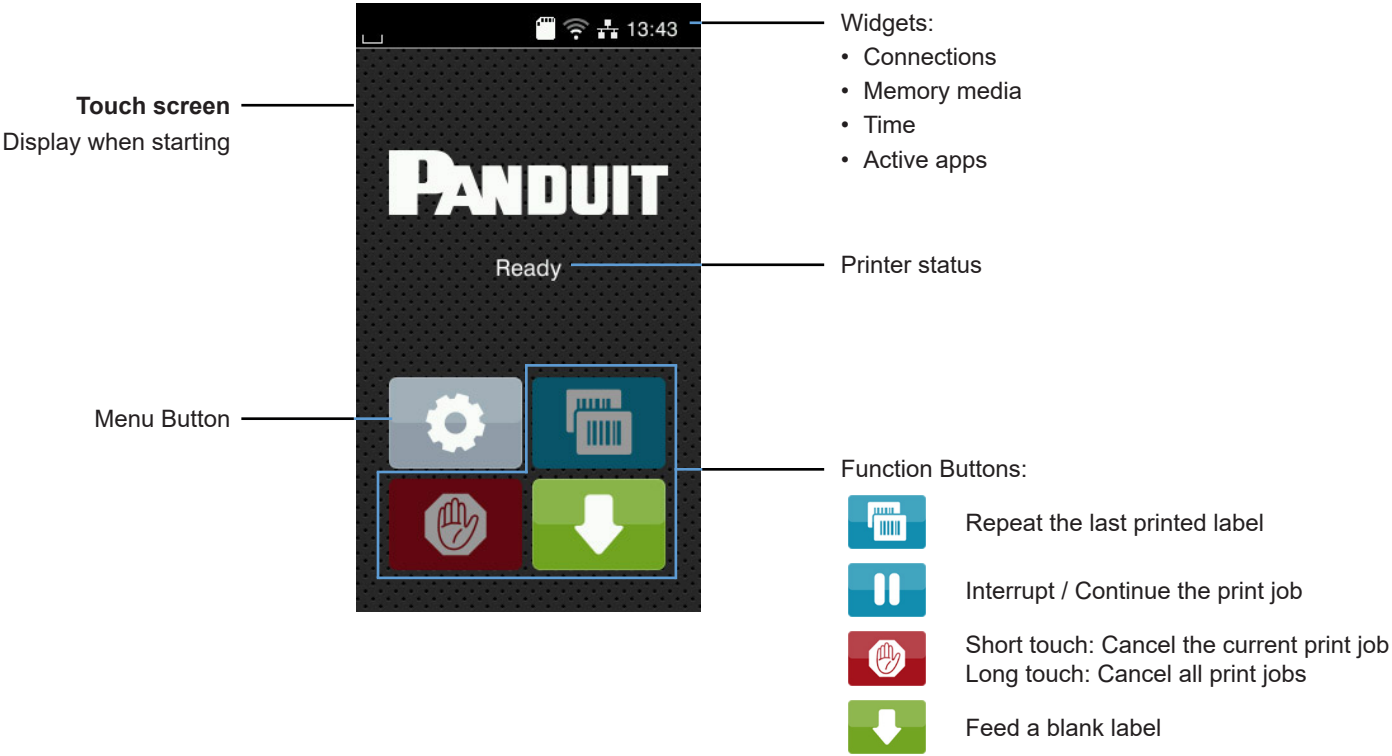 13:43
Widgets:
• Connections
• Memory media
• Time
• Active apps
Touch screen
Display when starting
PANDUIT
Ready
Printer status
Menu Button
Function Buttons:
Repeat the last printed label
Interrupt / Continue the print job
Short touch: Cancel the current print job
Long touch: Cancel all print jobs
Feed a blank label